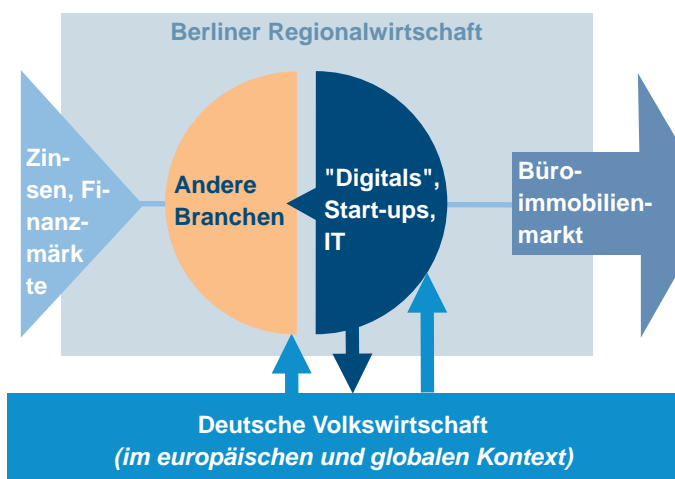 Berliner Regionalwirtschaft
Zin-
sen, Fi-
nanz-
märk
te
Andere
Branchen
"Digitals",
Start-ups,
IT
Büro-
immobilien-
markt
Deutsche Volkswirtschaft
(im europäischen und globalen Kontext)